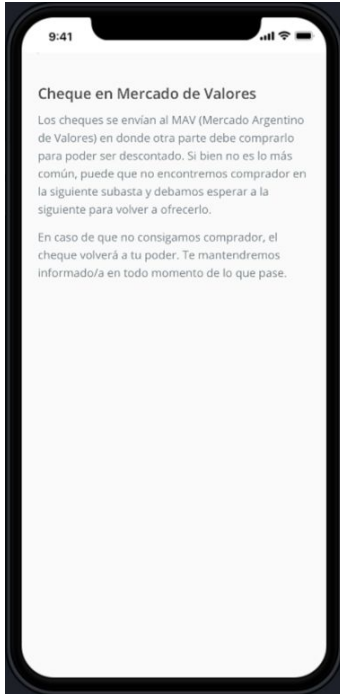 9:41
Cheque en Mercado de Valores
Los cheques se envían al MAV (Mercado Argentino
de Valores) en donde otra parte debe comprarlo
para poder ser descontado. Si bien no es lo más
común, puede que no encontremos comprador en
la siguiente subasta y debamos esperar a la
siguiente para volver a ofrecerlo.
En caso de que no consigamos comprador, el
cheque volverá a tu poder. Te mantendremos
informado/a en todo momento de lo que pase.